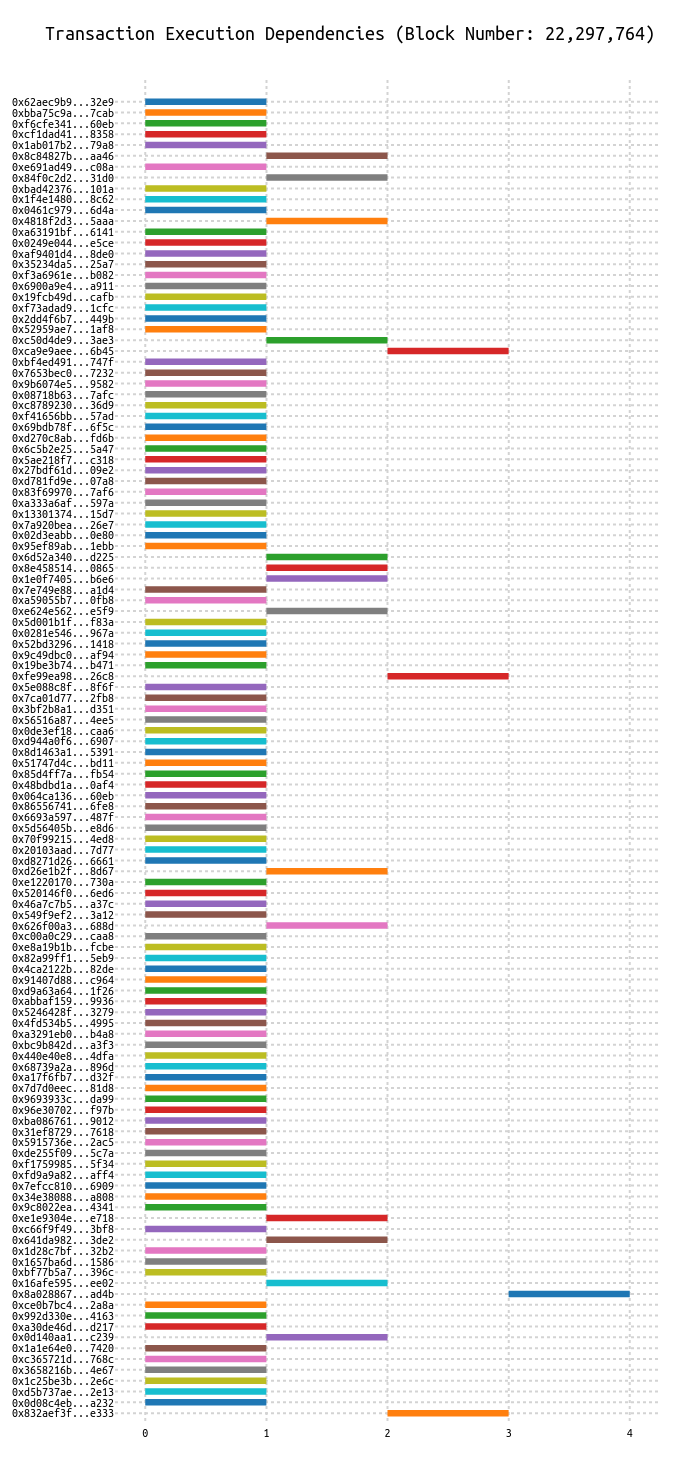 Transaction Execution Dependencies (Block Number: 22,297,764)
0x62aec9b9...32e9
0xbba75c9a...7cab
0xf6cfe341...60eb
0xcf1dad41...8358
0x1ab017b2...79a8
0x8c84827b...aa46
0xe691ad49...c08a
0x84f0c2d2...31d0
0xbad42376...101a
0x1f4e1480...8c62
0x0461c979...6d4a
0x4818f2d3...5aaa
0xa63191bf...6141
0x0249e044...e5ce
0xaf9401d4...8de0
0x35234da5...25a7
0xf3a6961e...b082
0x6900a9e4...a911
0x19fcb49d...cafb
0xf73adad9...1cfc
0x2dd4f6b7...449b
0x52959ae7...1af8
0xc50d4de9...3ae3
0xca9e9aee...6b45
0xbf4ed491...747f
0x7653bec0...7232
0x9b6074e5...9582
0x08718b63...7afc
0xc8789230...36d9
0xf41656bb...57ad
0x69bdb78f...6f5c
0xd270c8ab...fd6b
0x6c5b2e25...5a47
0x5ae218f7...c318
0x27bdf61d...09e2
0xd781fd9e...07a8
0x83f69970...7af6
0xa333a6af...597a
0x13301374...15d7
0x7a920bea...26e7
0x02d3eabb...0e80
0x95ef89ab...1ebb
0x6d52a340...d225
0x8e458514...0865
0x1e0f7405...b6e6
0x7e749e88...a1d4
0xa59055b7...0fb8
0xe624e562...e5f9
0x5d001b1f...f83a
0x0281e546...967a
0x52bd3296...1418
0x9c49dbc0...af94
0x19be3b74...b471
0xfe99ea98...26c8
0x5e088c8f...8f6f
0x7ca01d77...2fb8
0x3bf2b8a1...d351
0x56516a87...4ee5
0x0de3ef18...caa6
0xd944a0f6...6907
0x8d1463a1...5391
0x51747d4c...bd11
0x85d4ff7a...fb54
0x48bdbd1a...0af4
0x064ca136...60eb
0x86556741...6fe8
0x6693a597...487f
0x5d56405b...e8d6
0x70f99215...4ed8
0x20103aad...7d77
0xd8271d26...6661
0xd26e1b2f...8d67
0xe1220170...730a
0x520146f0...6ed6
0x46a7c7b5...a37c
0x549f9ef2...3a12
0x626f00a3...688d
0xc00a0c29...caa8
0xe8a19b1b...fcbe
0x82a99ff1...5eb9
0x4ca2122b...82de
0x91407d88...c964
0xd9a63a64...1f26
0xabbaf159...9936
0x5246428f...3279
0x4fd534b5...4995
0xa3291eb0...b4a8
0xbc9b842d...a3f3
0x440e40e8...4dfa
0x68739a2a...896d
0xa17f6fb7...d32f
0x7d7d0eec...81d8
0x9693933c...da99
0x96e30702...f97b
0xba086761...9012
0x31ef8729...7618
0x5915736e...2ac5
0xde255f09...5c7a
0xf1759985...5f34
0xfd9a9a82...aff4
0x7efcc810...6909
0x34e38088...a808
0x9c8022ea...4341
0xe1e9304e...e718
0xc66f9f49...3bf8
0x641da982...3de2
0x1d28c7bf...32b2
0x1657ba6d...1586
0xbf77b5a7...396c
0x16afe595...ee02
0x8a028867...ad4b
0xce0b7bc4...2a8a
0x992d330e...4163
0xa30de46d...d217
0x0d140aa1...c239
0x1a1e64e0...7420
0xc365721d...768c
0x3658216b...4e67
0x1c25be3b...2e6c
0xd5b737ae...2e13
0x0d08c4eb...a232
0x832aef3f...e333
0 1 2 3 4